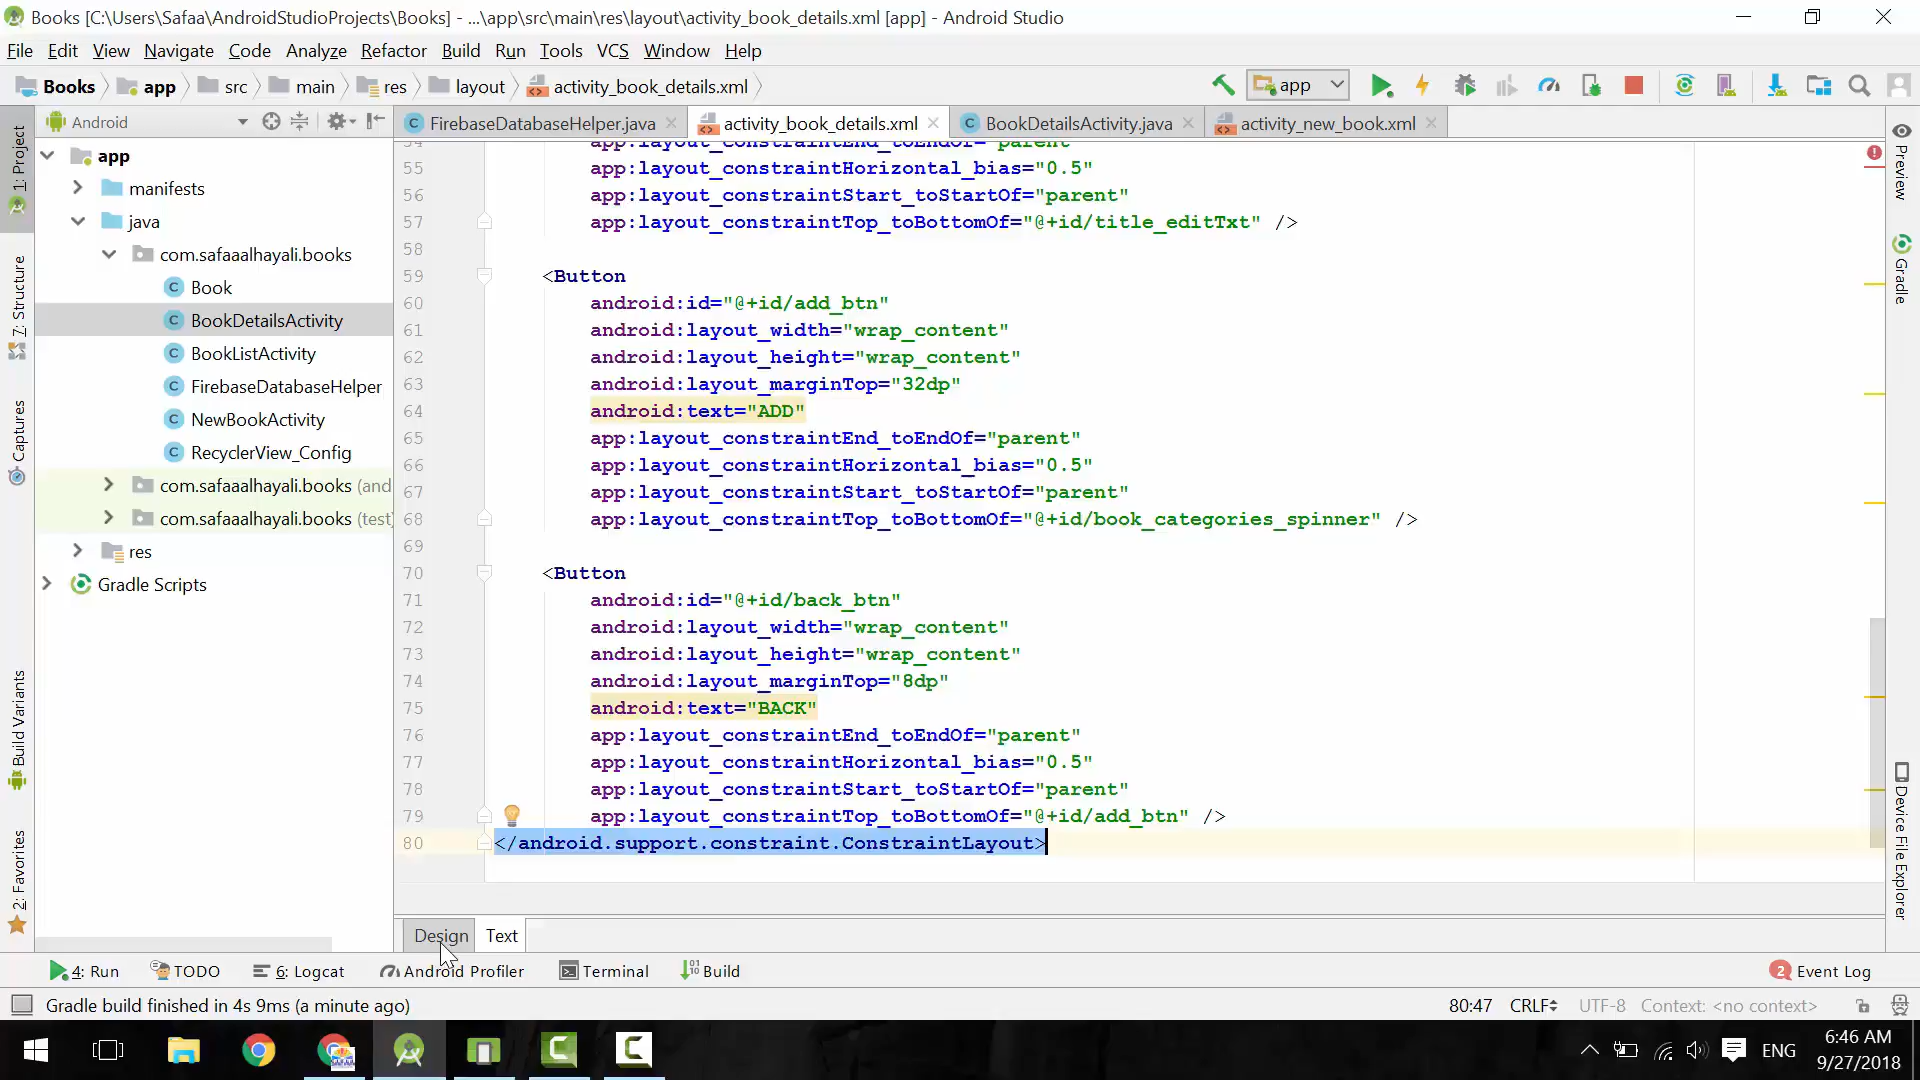 Books [C:\Users\Safaa\AndroidStudioProjects\Books] - ...\app\src\main\res\layout\activity_book_details.xml [app] - Android Studio
File Edit View Navigate Code Analyze Refactor Build Run Tools VCS Window Help
Books app src main res layout activity_book_details.xml app
Android
FirebaseDatabaseHelper.java activity_book_details.xml BookDetailsActivity.java activity_new_book.xml
1: Project
7: Structure
Captures
Build Variants
2: Favorites
app
manifests
java
com.safaaalhayali.books
Book
BookDetailsActivity
BookListActivity
FirebaseDatabaseHelper
NewBookActivity
RecyclerView_Config
com.safaaalhayali.books (and
com.safaaalhayali.books (test)
res
Gradle Scripts
54 app:layout_constraintEnd_toEndOf="parent"
55 app:layout_constraintHorizontal_bias="0.5"
56 app:layout_constraintStart_toStartOf="parent"
57 app:layout_constraintTop_toBottomOf="@+id/title_editTxt" />
58
59 <Button
60 android:id="@+id/add_btn"
61 android:layout_width="wrap_content"
62 android:layout_height="wrap_content"
63 android:layout_marginTop="32dp"
64 android:text="ADD"
65 app:layout_constraintEnd_toEndOf="parent"
66 app:layout_constraintHorizontal_bias="0.5"
67 app:layout_constraintStart_toStartOf="parent"
68 app:layout_constraintTop_toBottomOf="@+id/book_categories_spinner" />
69
70 <Button
71 android:id="@+id/back_btn"
72 android:layout_width="wrap_content"
73 android:layout_height="wrap_content"
74 android:layout_marginTop="8dp"
75 android:text="BACK"
76 app:layout_constraintEnd_toEndOf="parent"
77 app:layout_constraintHorizontal_bias="0.5"
78 app:layout_constraintStart_toStartOf="parent"
79 app:layout_constraintTop_toBottomOf="@+id/add_btn" />
80 </android.support.constraint.ConstraintLayout>
Preview
Gradle
Device File Explorer
Design Text
4: Run TODO 6: Logcat Android Profiler Terminal Build 2 Event Log
Gradle build finished in 4s 9ms (a minute ago) 80:47 CRLF UTF-8 Context: <no context>
ENG
6:46 AM
9/27/2018